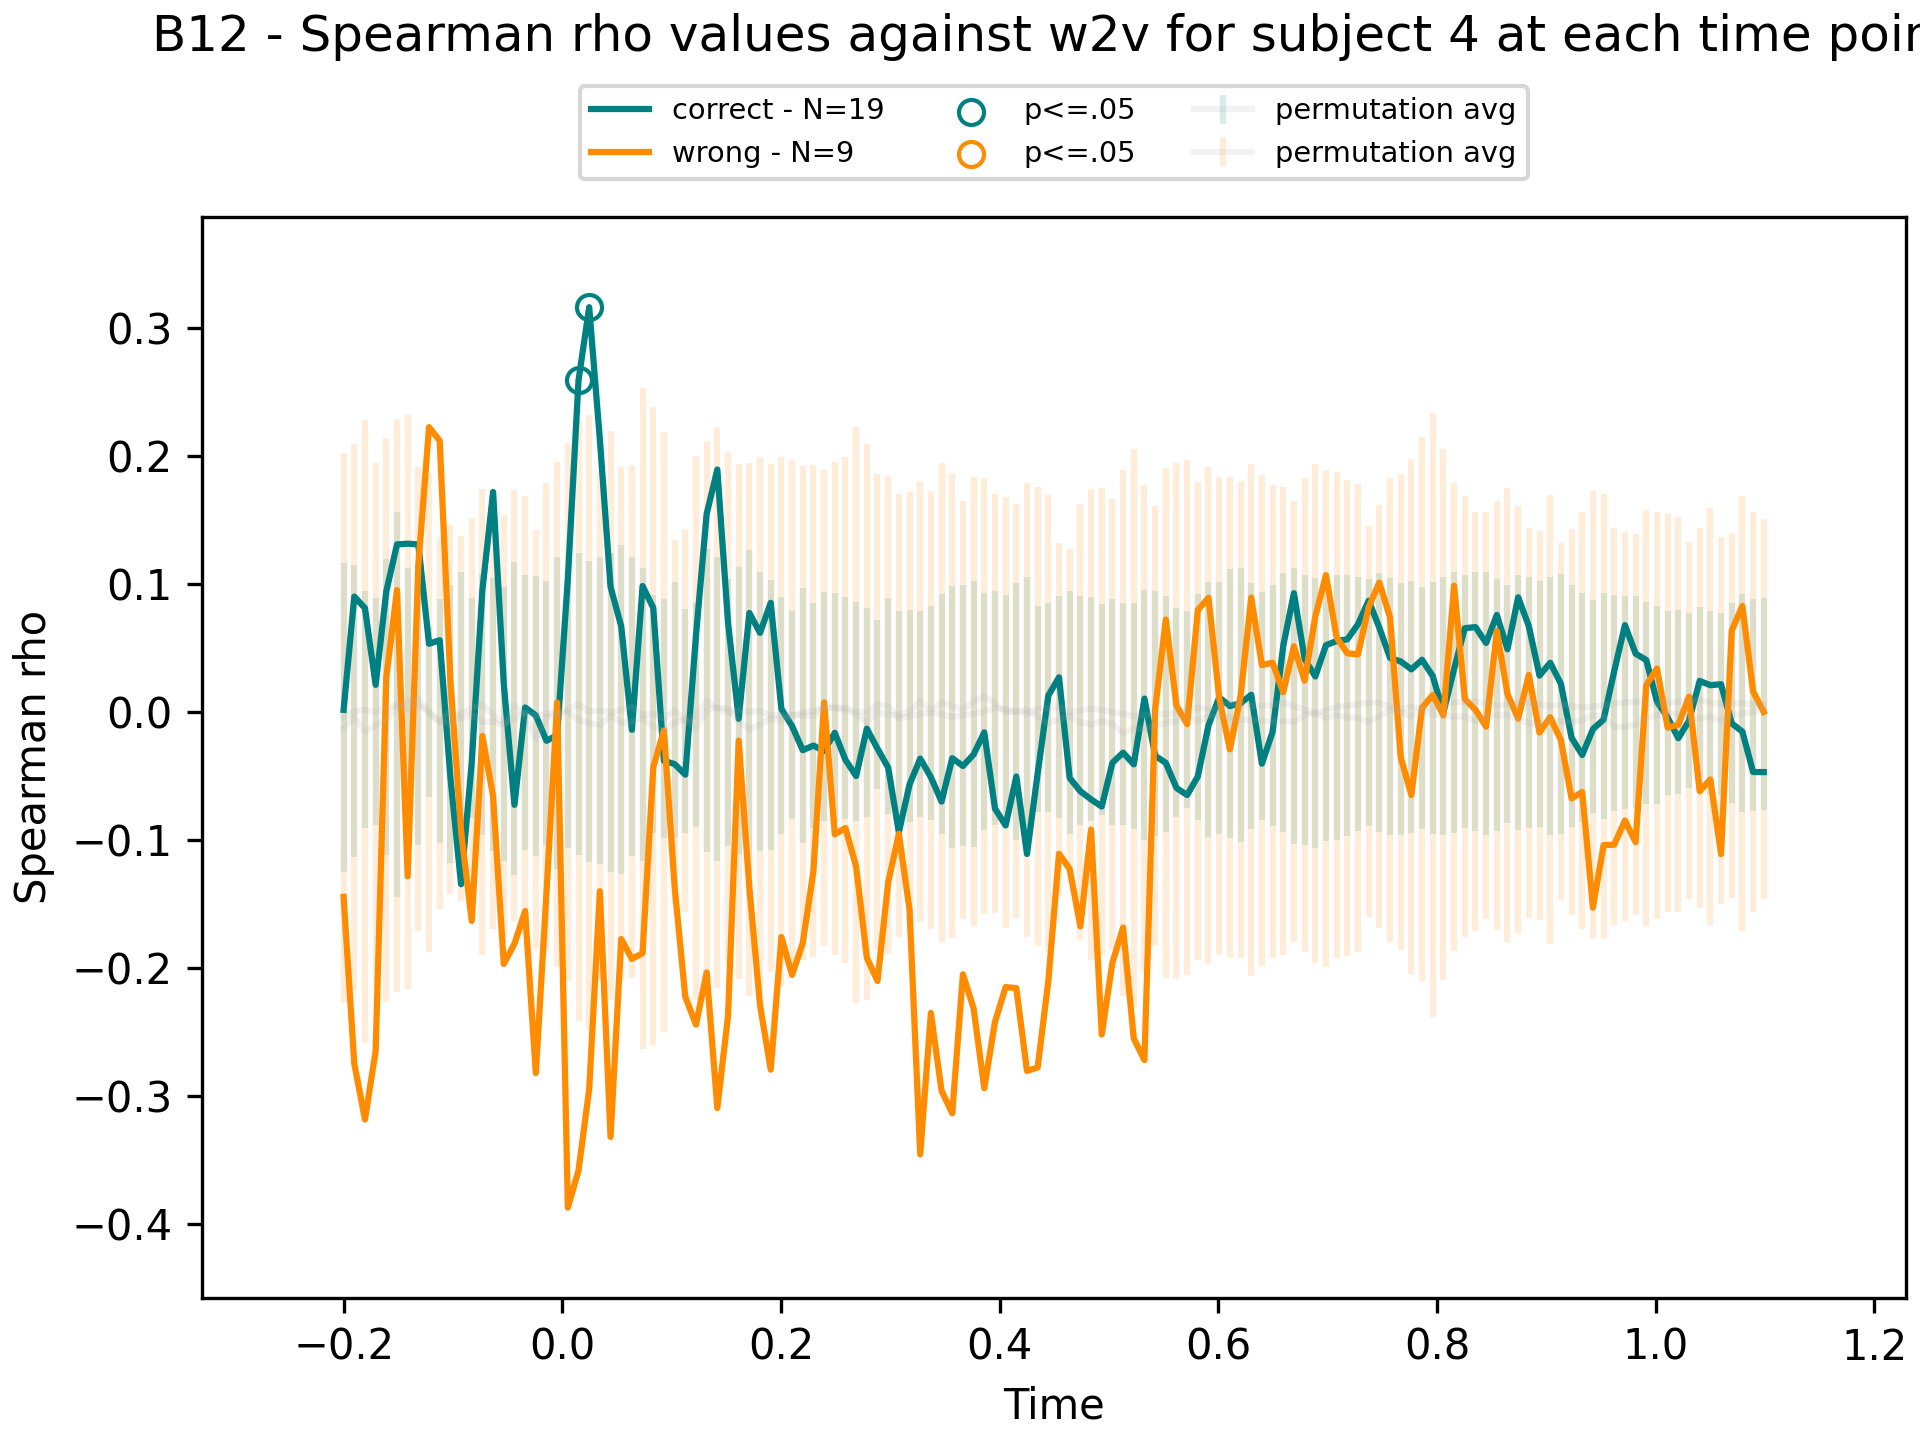 B12 - Spearman rho values against w2v for subject 4 at each time poin
correct - N=19
wrong - N=9
p<=.05
p<=.05
permutation avg
permutation avg
Spearman rho
0.3
0.2
0.1
0.0
−0.1
−0.2
−0.3
−0.4
−0.2 0.0 0.2 0.4 0.6 0.8 1.0 1.2
Time